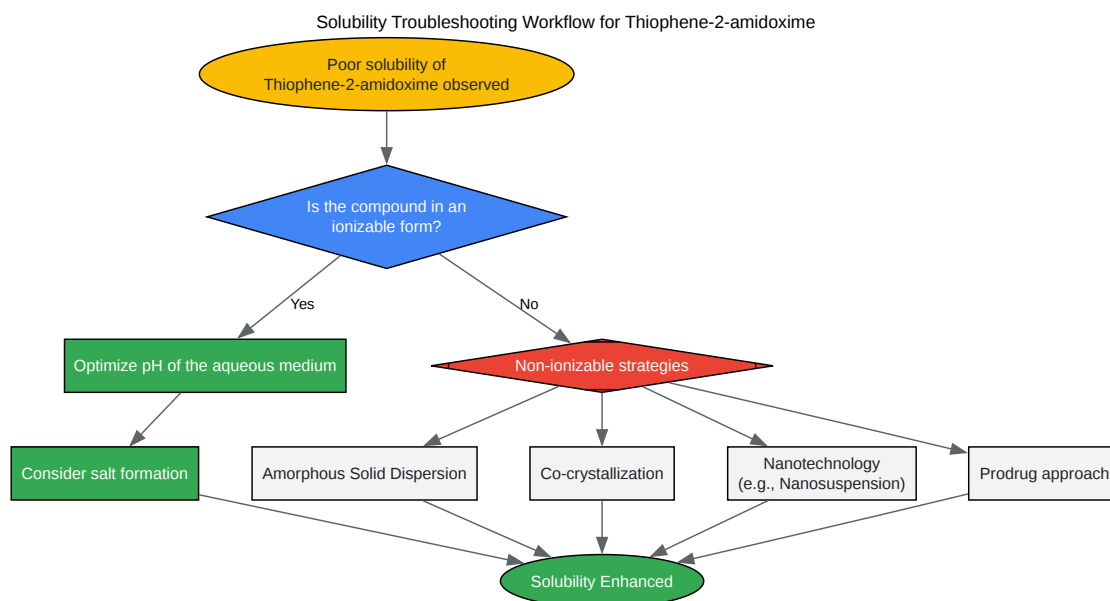 Solubility Troubleshooting Workflow for Thiophene-2-amidoxime
Poor solubility of
Thiophene-2-amidoxime observed
Is the compound in an
ionizable form?
Yes
No
Optimize pH of the aqueous medium
Non-ionizable strategies
Consider salt formation
Amorphous Solid Dispersion
Co-crystallization
Nanotechnology
(e.g., Nanosuspension)
Prodrug approach
Solubility Enhanced